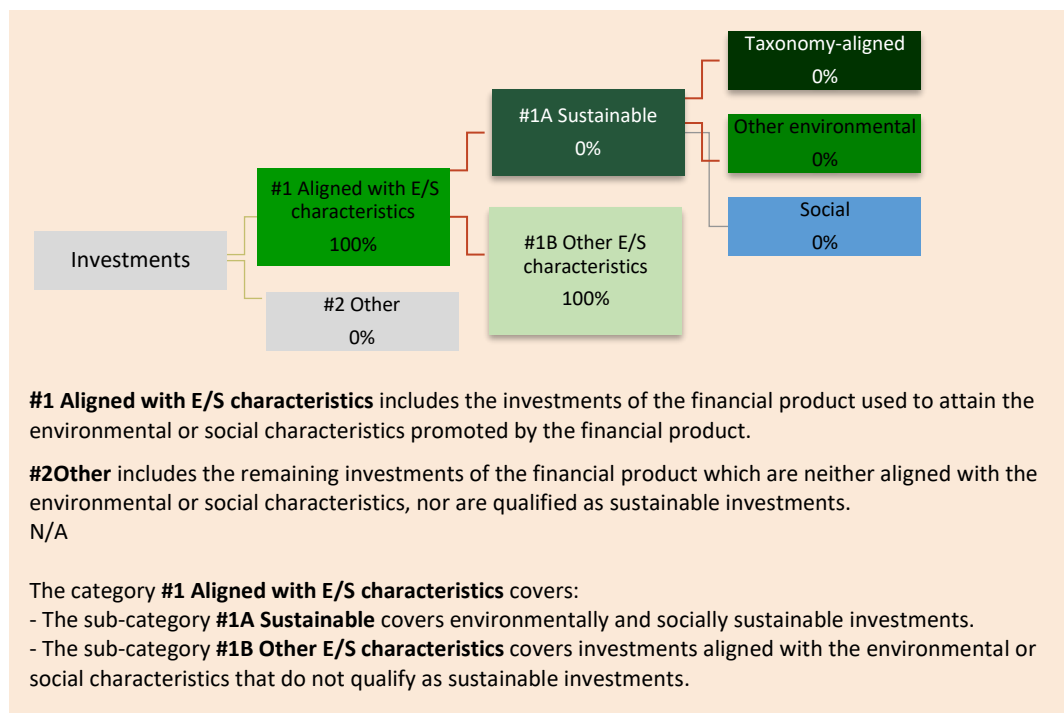 Taxonomy-aligned
0%
#1A Sustainable
0%
Other environmental
0%
#1 Aligned with E/S
characteristics
100%
Social
0%
Investments
#1B Other E/S
characteristics
100%
#2 Other
0%
#1 Aligned with E/S characteristics includes the investments of the financial product used to attain the
environmental or social characteristics promoted by the financial product.
#2Other includes the remaining investments of the financial product which are neither aligned with the
environmental or social characteristics, nor are qualified as sustainable investments.
N/A
The category #1 Aligned with E/S characteristics covers:
- The sub-category #1A Sustainable covers environmentally and socially sustainable investments.
- The sub-category #1B Other E/S characteristics covers investments aligned with the environmental or
social characteristics that do not qualify as sustainable investments.